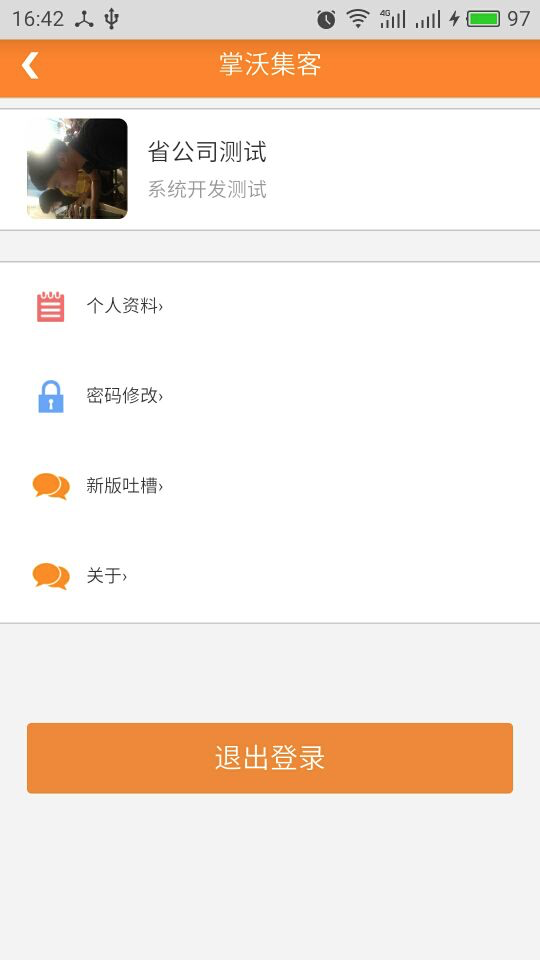 16:42 4G 97
掌沃集客
省公司测试
系统开发测试
个人资料›
密码修改›
新版吐槽›
关于›
退出登录